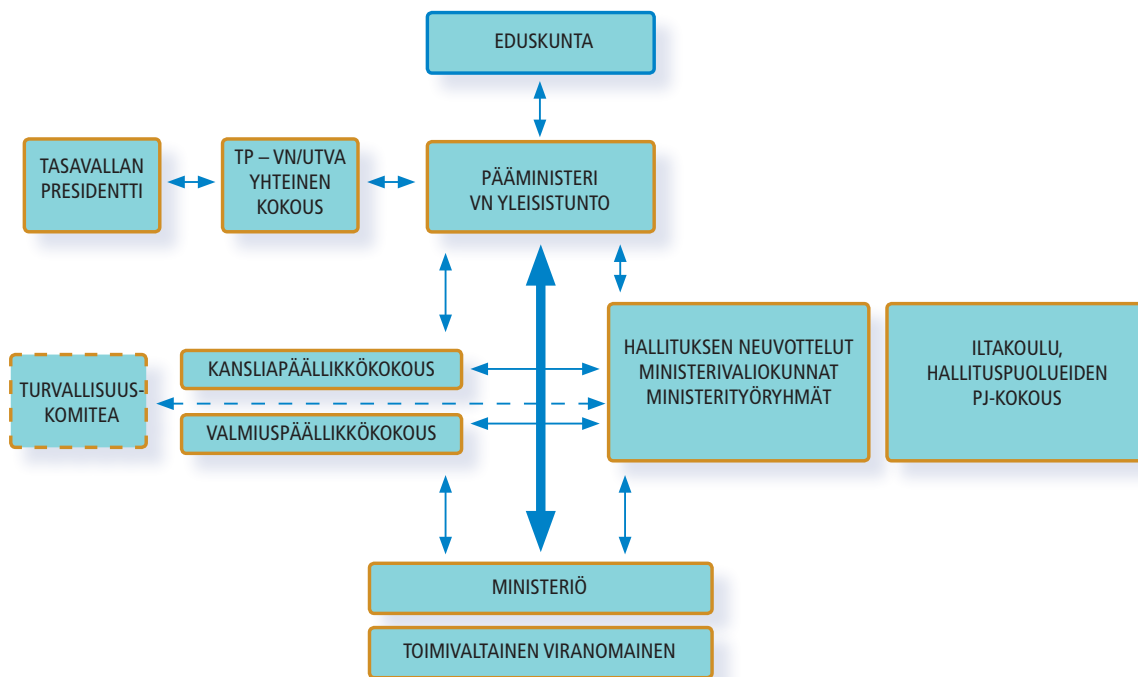 EDUSKUNTA
TASAVALLAN
PRESIDENTTI
TP – VN/UTVA
YHTEINEN
KOKOUS
PÄÄMINISTERI
VN YLEISISTUNTO
TURVALLISUUS-
KOMITEA
KANSLIAPÄÄLLIKKÖKOKOUS
VALMIUSPÄÄLLIKKÖKOKOUS
HALLITUKSEN NEUVOTTELUT
MINISTERIVALIOKUNNAT
MINISTERITYÖRYHMÄT
ILTAKOULU,
HALLITUSPUOLUEIDEN
PJ-KOKOUS
MINISTERIÖ
TOIMIVALTAINEN VIRANOMAINEN